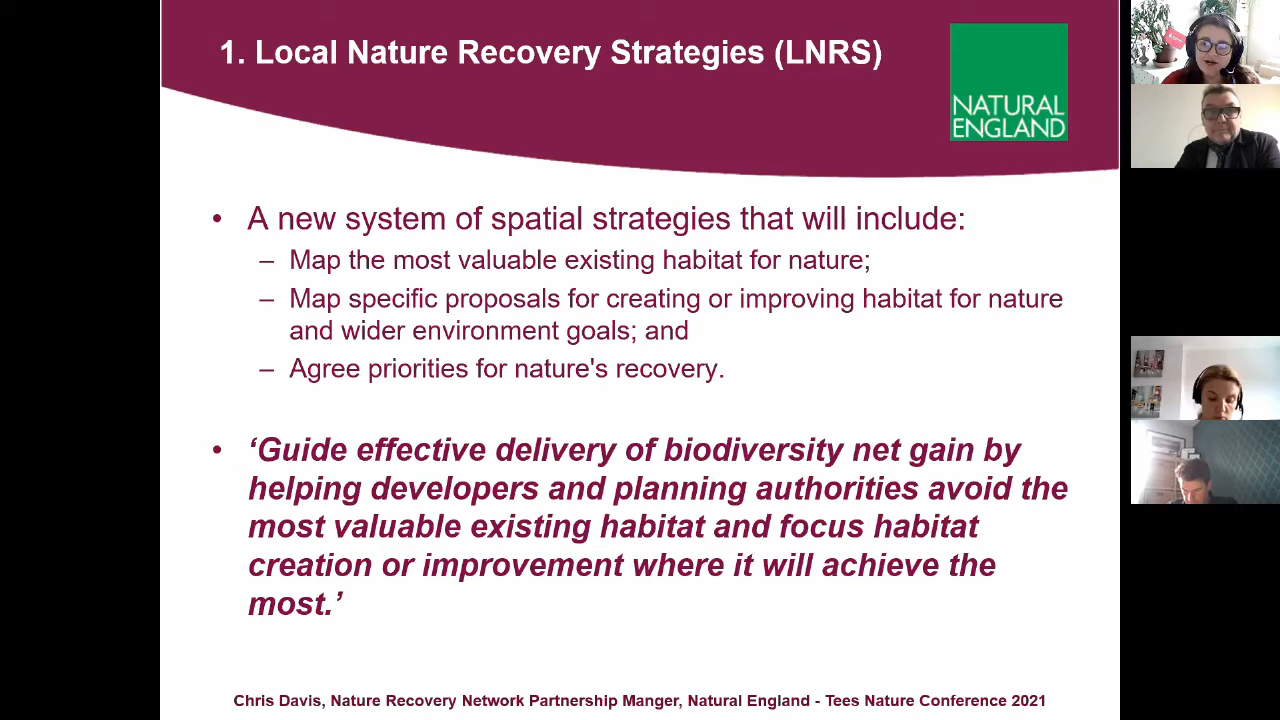 1. Local Nature Recovery Strategies (LNRS)
NATURAL
ENGLAND
• A new system of spatial strategies that will include:
– Map the most valuable existing habitat for nature;
– Map specific proposals for creating or improving habitat for nature
and wider environment goals; and
– Agree priorities for nature's recovery.
• ‘Guide effective delivery of biodiversity net gain by
helping developers and planning authorities avoid the
most valuable existing habitat and focus habitat
creation or improvement where it will achieve the
most.’
Chris Davis, Nature Recovery Network Partnership Manger, Natural England - Tees Nature Conference 2021